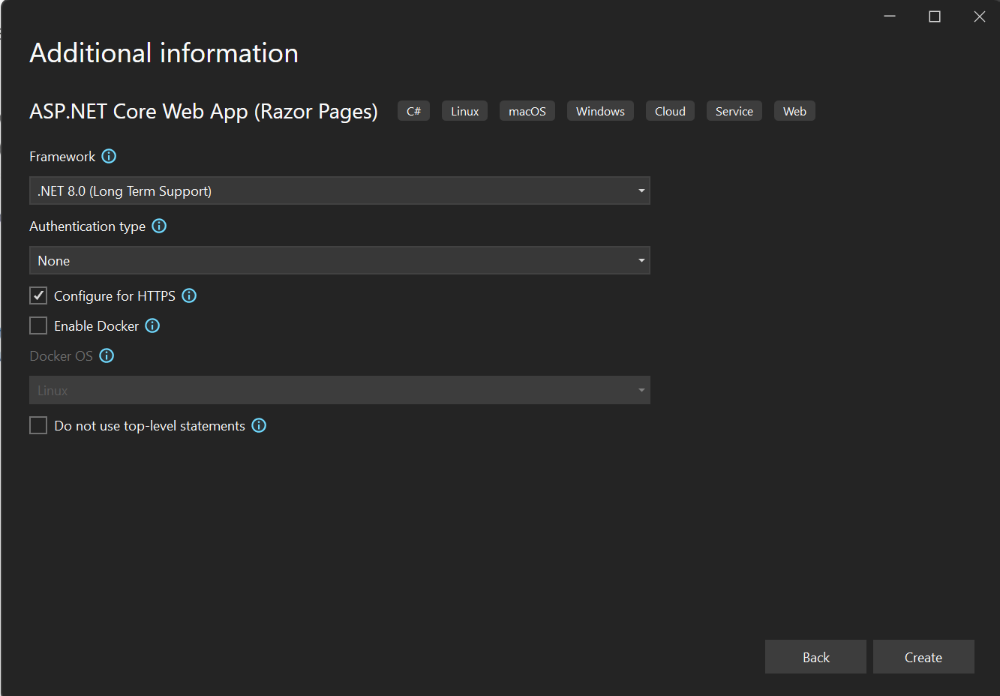 Additional information
ASP.NET Core Web App (Razor Pages) C# Linux macOS Windows Cloud Service Web
Framework
.NET 8.0 (Long Term Support)
Authentication type
None
Configure for HTTPS
Enable Docker
Docker OS
Linux
Do not use top-level statements
Back Create